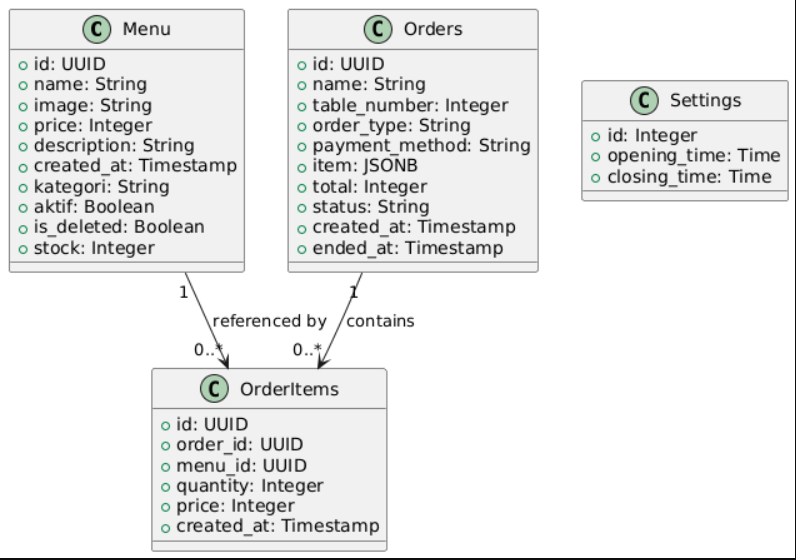 C Menu
id: UUID
name: String
image: String
price: Integer
description: String
created_at: Timestamp
kategori: String
aktif: Boolean
is_deleted: Boolean
stock: Integer
C Orders
id: UUID
name: String
table_number: Integer
order_type: String
payment_method: String
item: JSONB
total: Integer
status: String
created_at: Timestamp
ended_at: Timestamp
C Settings
id: Integer
opening_time: Time
closing_time: Time
1
1
referenced by
contains
0..*
0..*
C OrderItems
id: UUID
order_id: UUID
menu_id: UUID
quantity: Integer
price: Integer
created_at: Timestamp